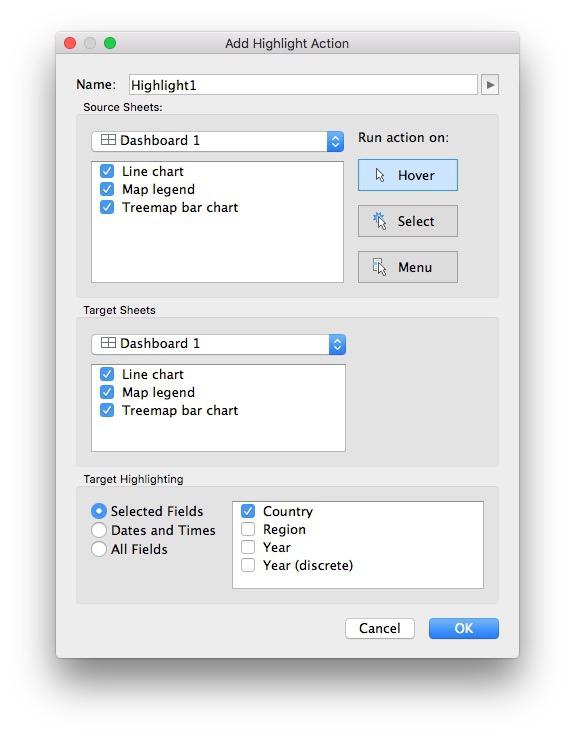 Add Highlight Action
Name: Highlight1
Source Sheets:
Dashboard 1
Run action on:
Line chart
Map legend
Treemap bar chart
Hover
Select
Menu
Target Sheets
Dashboard 1
Line chart
Map legend
Treemap bar chart
Target Highlighting
Selected Fields
Dates and Times
All Fields
Country
Region
Year
Year (discrete)
Cancel
OK